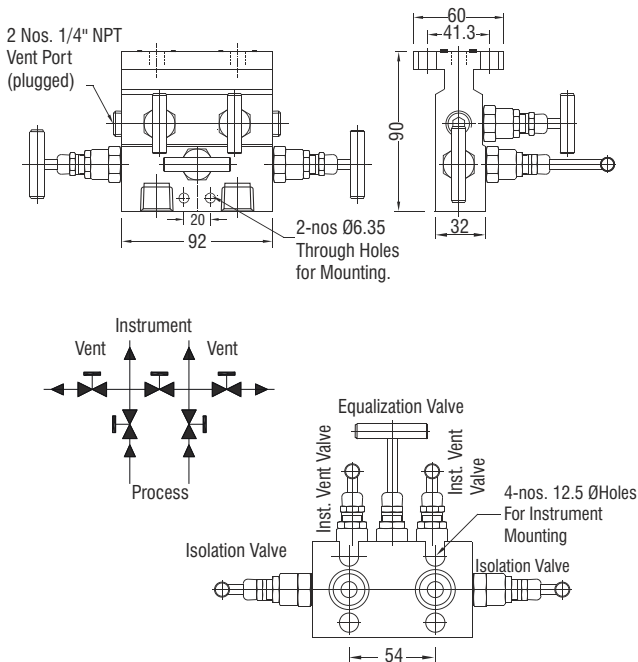 2 Nos. 1/4" NPT
Vent Port
(plugged)
60
41.3
90
20
92
32
2-nos Ø6.35
Through Holes
for Mounting.
Instrument
Vent
Vent
Process
Equalization Valve
Inst. Vent Valve
Inst. Vent
Valve
4-nos. 12.5 ØHoles
For Instrument
Mounting
Isolation Valve
Isolation Valve
54